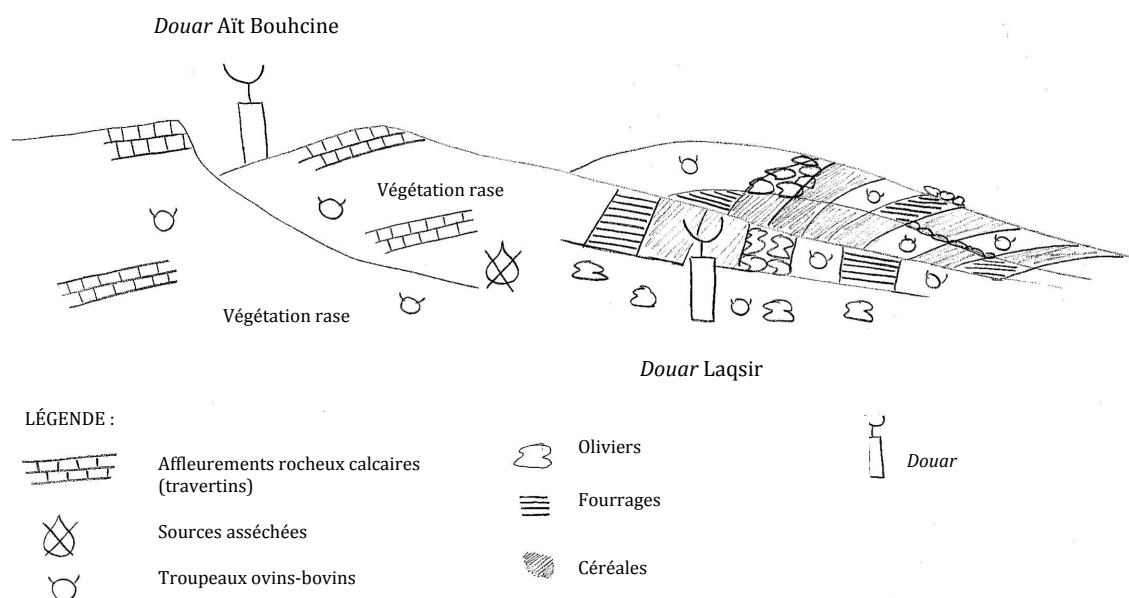 Douar Aït Bouhcine
Végétation rase
Végétation rase
Douar Laqsir
LÉGENDE :
Affleurements rocheux calcaires
(travertins)
Sources asséchées
Troupeaux ovins-bovins
Oliviers
Fourrages
Céréales
Douar